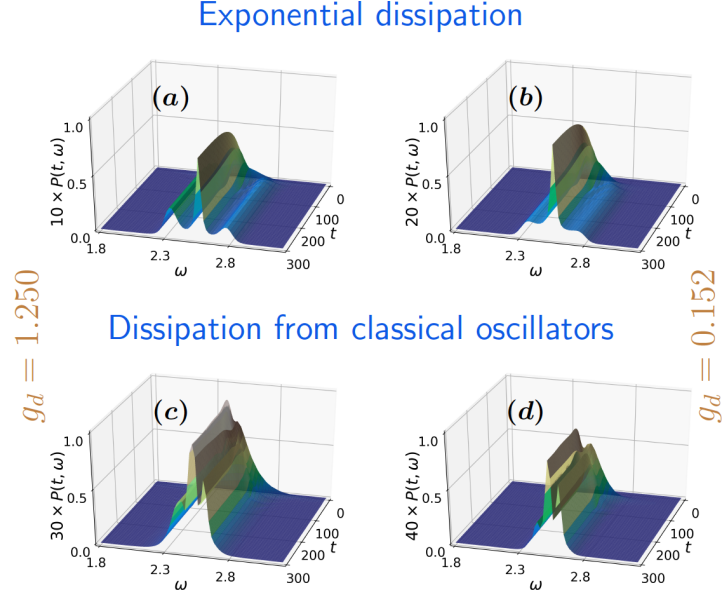 Exponential dissipation
(a)
10 × P(t, ω)
1.0
0.5
0.0
1.8
2.3
2.8
ω
0
100
200
300
t
(b)
20 × P(t, ω)
1.0
0.5
0.0
1.8
2.3
2.8
ω
0
100
200
300
t
g_d = 1.250
g_d = 0.152
Dissipation from classical oscillators
(c)
30 × P(t, ω)
1.0
0.5
0.0
1.8
2.3
2.8
ω
0
100
200
300
t
(d)
40 × P(t, ω)
1.0
0.5
0.0
1.8
2.3
2.8
ω
0
100
200
300
t